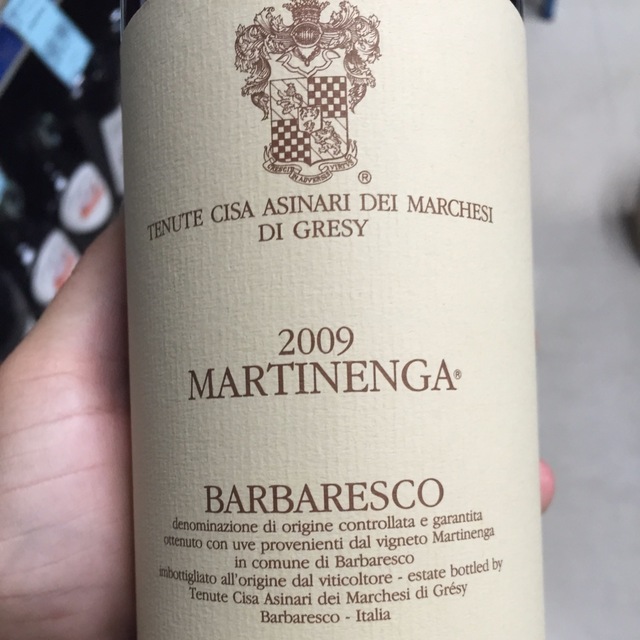 ®
TENUTE CISA ASINARI DEI MARCHESI
DI GRESY
2009
MARTINENGA®
BARBARESCO
denominazione di origine controllata e garantita
ottenuto con uve provenienti dal vigneto Martinenga
in comune di Barbaresco
imbottigliato all'origine dal viticoltore - estate bottled by
Tenute Cisa Asinari dei Marchesi di Grésy
Barbaresco - Italia